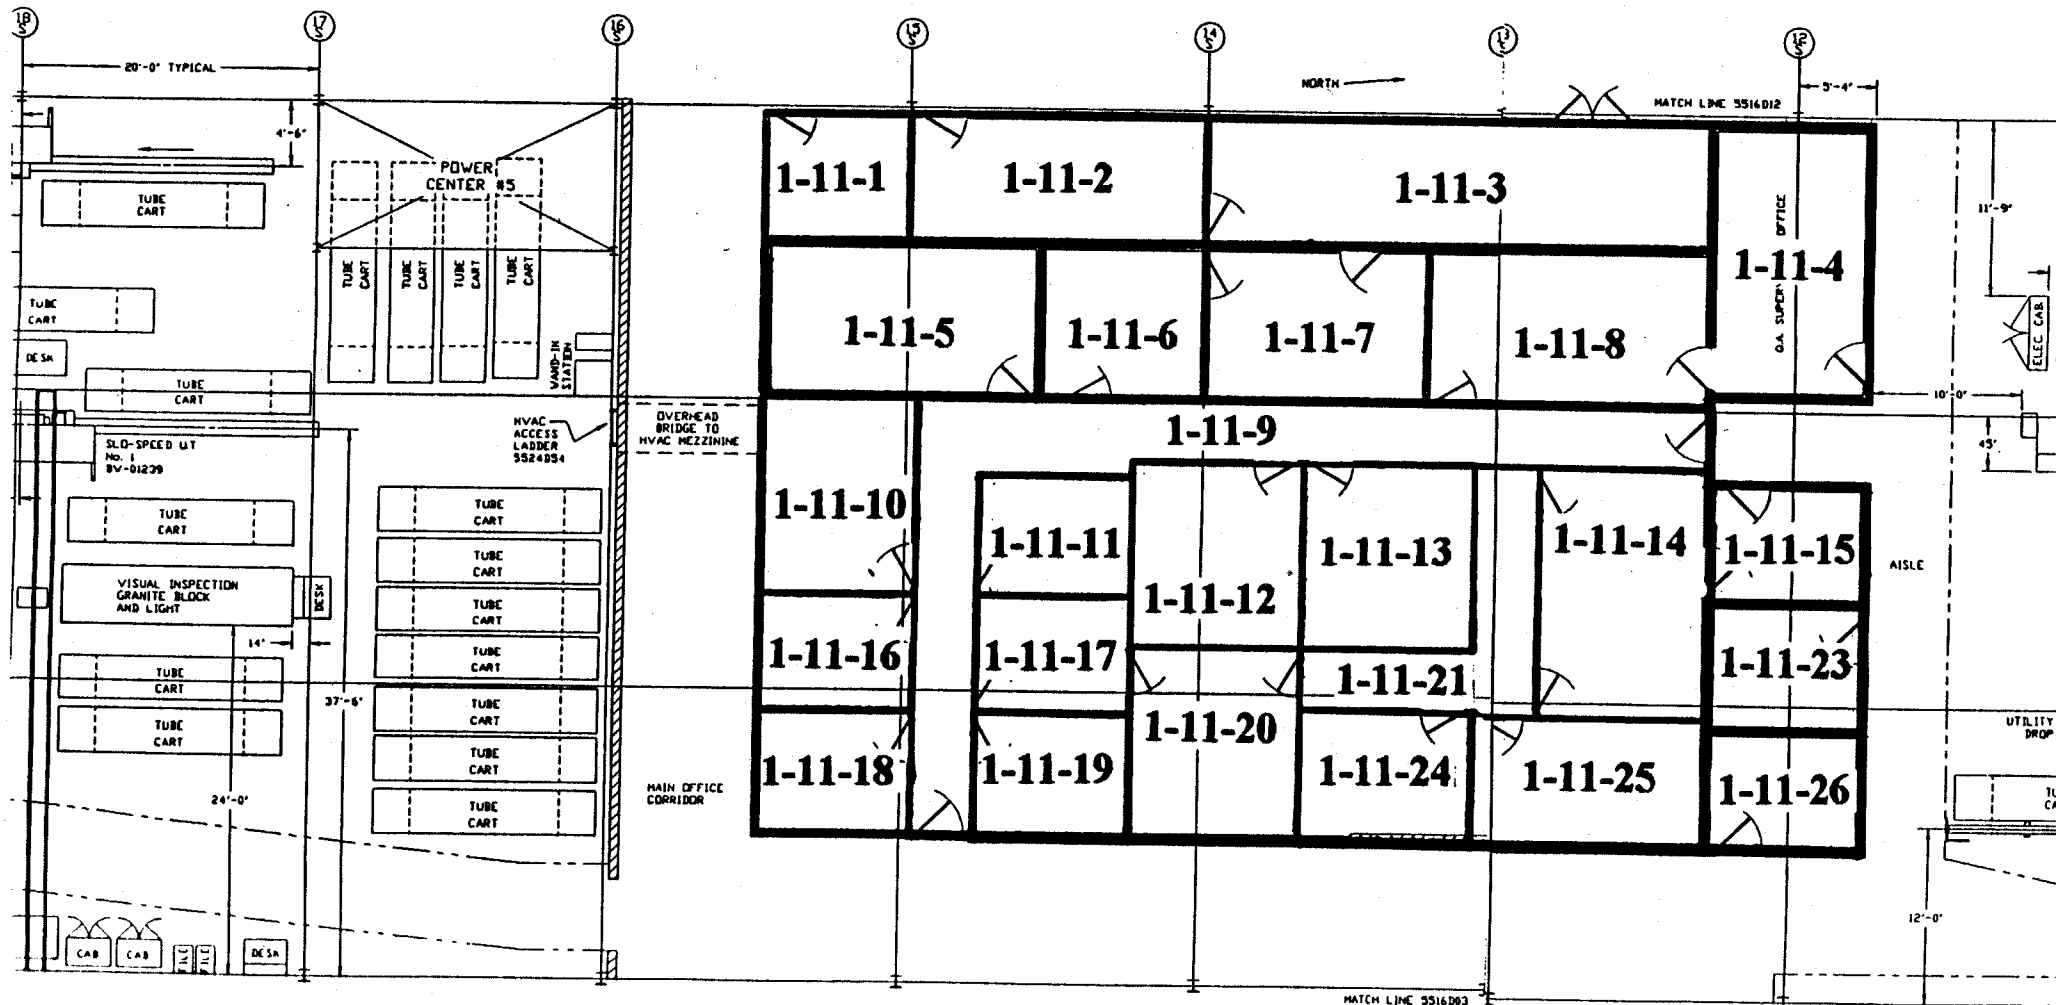 18
S
17
S
16
S
15
S
14
S
13
S
12
S
20'-0" TYPICAL
NORTH
MATCH LINE 5516D12
5'-4"
4'-6"
POWER
CENTER #5
TUBE
CART
TUBE
CART
TUBE
CART
TUBE
CART
TUBE
CART
TUBE
CART
DESK
TUBE
CART
WAND-IN
STATION
HVAC
ACCESS
LADDER
5524D54
OVERHEAD
BRIDGE TO
HVAC MEZZININE
SLO-SPEED UT
No. 1
BV-01239
TUBE
CART
VISUAL INSPECTION
GRANITE BLOCK
AND LIGHT
DESK
14"
TUBE
CART
TUBE
CART
37'-6"
24'-0"
TUBE
CART
TUBE
CART
TUBE
CART
TUBE
CART
TUBE
CART
TUBE
CART
TUBE
CART
CAB
CAB
FILE
FILE
DESK
MAIN OFFICE
CORRIDOR
1-11-1
1-11-2
1-11-3
1-11-4
Q.A. SUPER OFFICE
1-11-5
1-11-6
1-11-7
1-11-8
1-11-9
1-11-10
1-11-11
1-11-12
1-11-13
1-11-14
1-11-15
1-11-16
1-11-17
1-11-18
1-11-19
1-11-20
1-11-21
1-11-23
1-11-24
1-11-25
1-11-26
11'-9"
ELEC CAB
10'-0"
45"
AISLE
UTILITY
DROP
TU
CA
12'-0"
MATCH LINE 5516D03